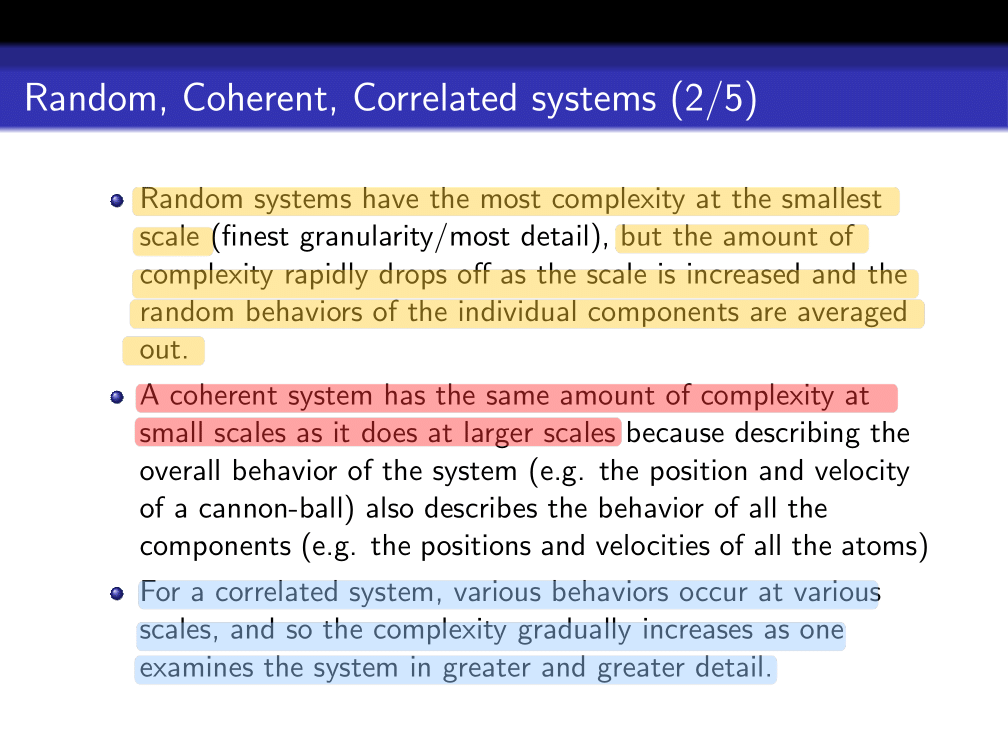 Random, Coherent, Correlated systems (2/5)
Random systems have the most complexity at the smallest
scale (finest granularity/most detail), but the amount of
complexity rapidly drops off as the scale is increased and the
random behaviors of the individual components are averaged
out.
A coherent system has the same amount of complexity at
small scales as it does at larger scales because describing the
overall behavior of the system (e.g. the position and velocity
of a cannon-ball) also describes the behavior of all the
components (e.g. the positions and velocities of all the atoms)
For a correlated system, various behaviors occur at various
scales, and so the complexity gradually increases as one
examines the system in greater and greater detail.